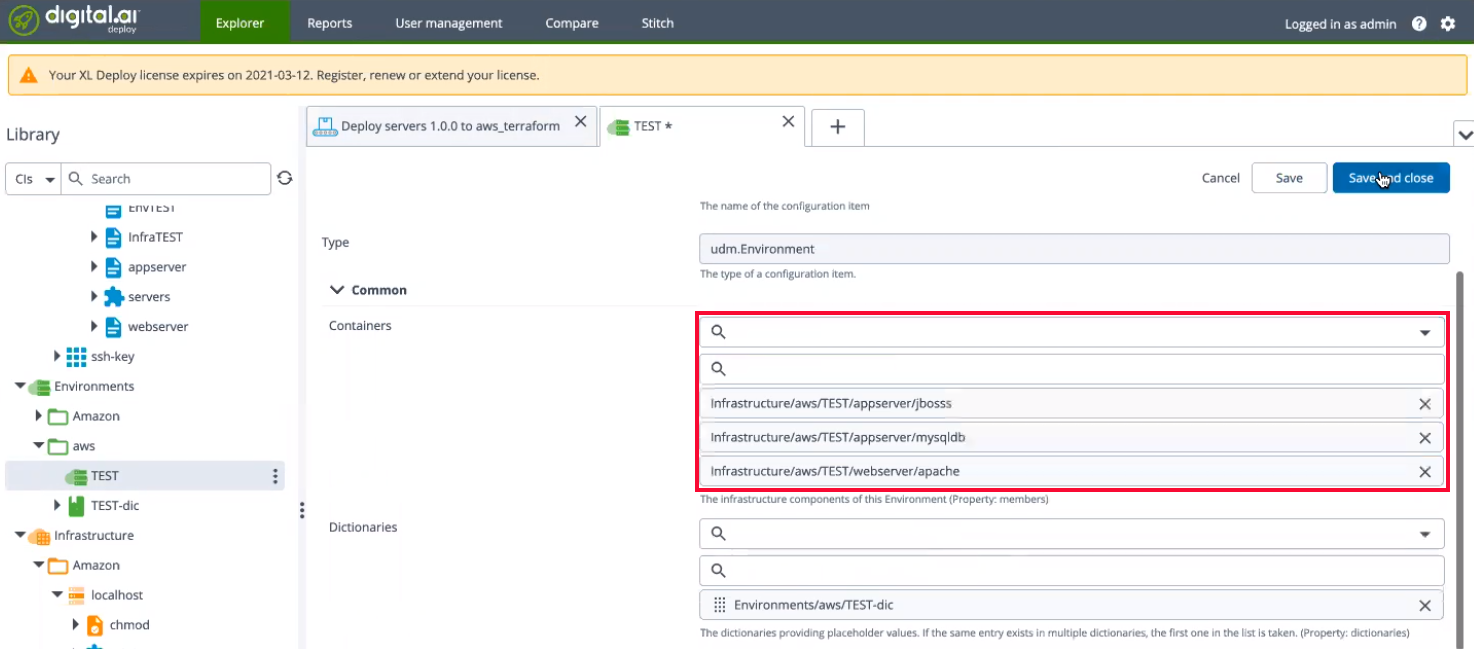 digital.ai
deploy
Explorer
Reports
User management
Compare
Stitch
Logged in as admin
Your XL Deploy license expires on 2021-03-12. Register, renew or extend your license.
Library
CIs
Search
EnvTEST
InfraTEST
appserver
servers
webserver
ssh-key
Environments
Amazon
aws
TEST
TEST-dic
Infrastructure
Amazon
localhost
chmod
Deploy servers 1.0.0 to aws_terraform
TEST *
Cancel
Save
Save and close
The name of the configuration item
Type
udm.Environment
The type of a configuration item.
Common
Containers
Infrastructure/aws/TEST/appserver/jbosss
Infrastructure/aws/TEST/appserver/mysqldb
Infrastructure/aws/TEST/webserver/apache
The infrastructure components of this Environment (Property: members)
Dictionaries
Environments/aws/TEST-dic
The dictionaries providing placeholder values. If the same entry exists in multiple dictionaries, the first one in the list is taken. (Property: dictionaries)